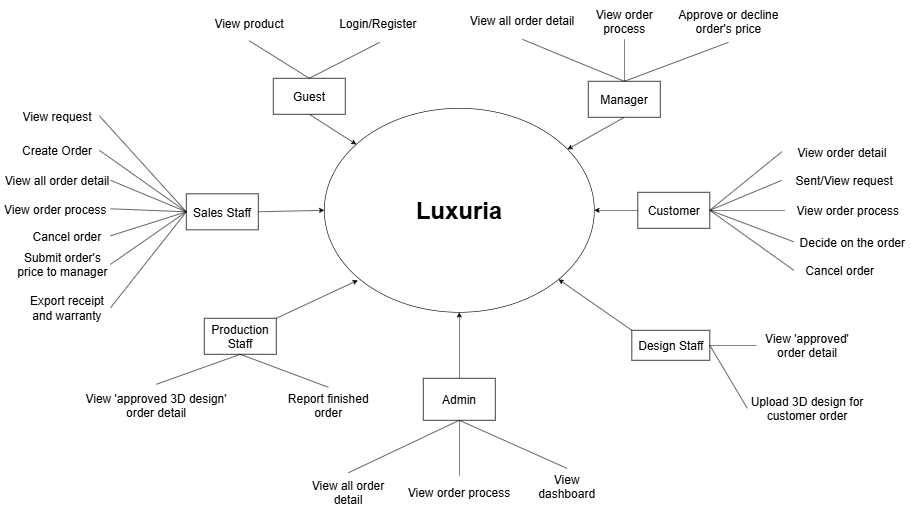 View product
Login/Register
Guest
View all order detail
View order
process
Approve or decline
order's price
Manager
View request
Create Order
View all order detail
View order process
Cancel order
Submit order's
price to manager
Export receipt
and warranty
Sales Staff
Luxuria
Customer
View order detail
Sent/View request
View order process
Decide on the order
Cancel order
Production
Staff
View 'approved 3D design'
order detail
Report finished
order
Admin
View all order
detail
View order process
View
dashboard
Design Staff
View 'approved'
order detail
Upload 3D design for
customer order